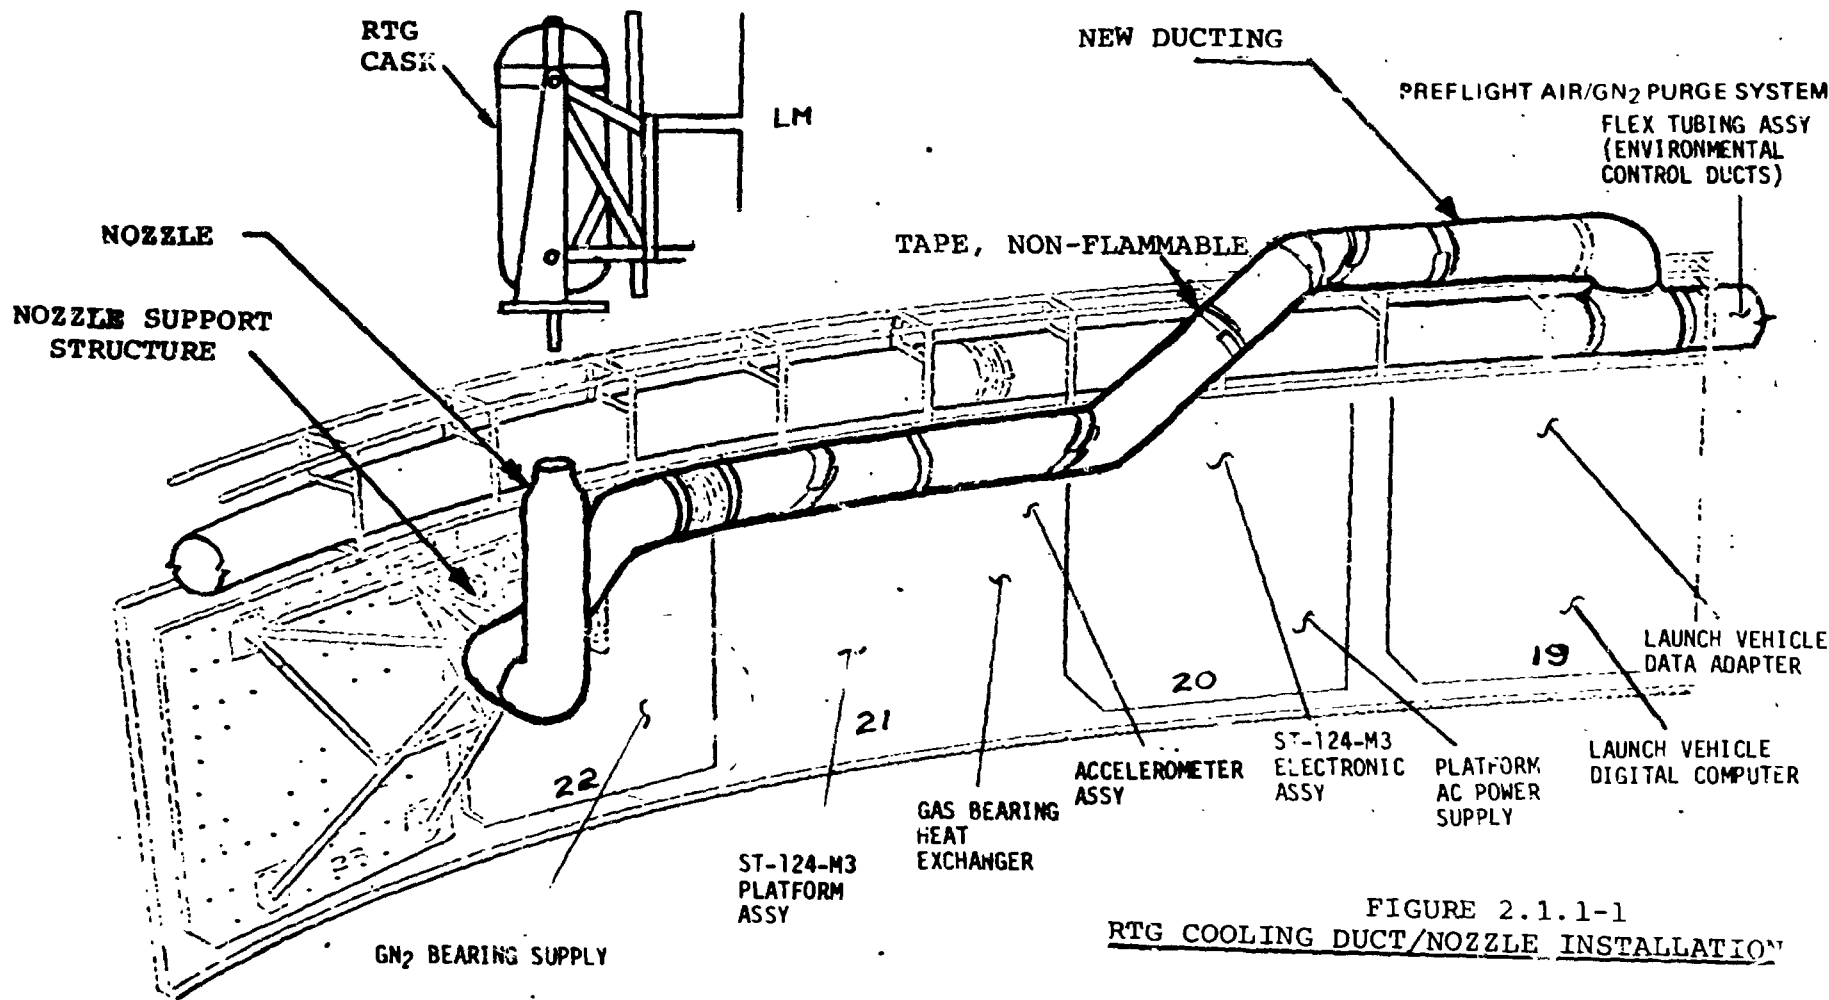 RTG
CASK
NEW DUCTING
PREFLIGHT AIR/GN2 PURGE SYSTEM
FLEX TUBING ASSY
(ENVIRONMENTAL
CONTROL DUCTS)
LM
NOZZLE
TAPE, NON-FLAMMABLE
NOZZLE SUPPORT
STRUCTURE
19
20
21
22
23
LAUNCH VEHICLE
DATA ADAPTER
LAUNCH VEHICLE
DIGITAL COMPUTER
ST-124-M3
ELECTRONIC
ASSY
PLATFORM
AC POWER
SUPPLY
ACCELEROMETER
ASSY
GAS BEARING
HEAT
EXCHANGER
ST-124-M3
PLATFORM
ASSY
GN2 BEARING SUPPLY
FIGURE 2.1.1-1
RTG COOLING DUCT/NOZZLE INSTALLATION